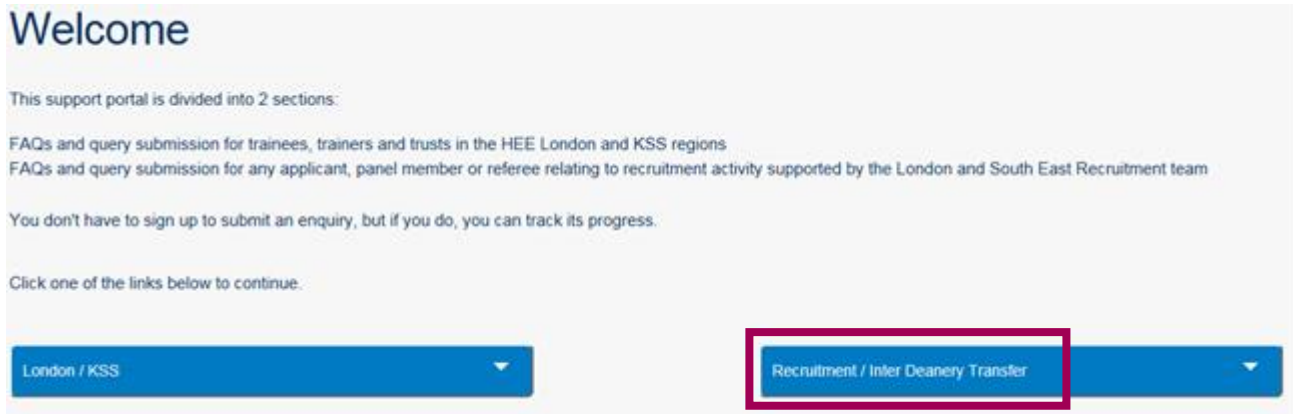 Welcome
This support portal is divided into 2 sections:
FAQs and query submission for trainees, trainers and trusts in the HEE London and KSS regions
FAQs and query submission for any applicant, panel member or referee relating to recruitment activity supported by the London and South East Recruitment team
You don't have to sign up to submit an enquiry, but if you do, you can track its progress.
Click one of the links below to continue.
London / KSS
Recruitment / Inter Deanery Transfer